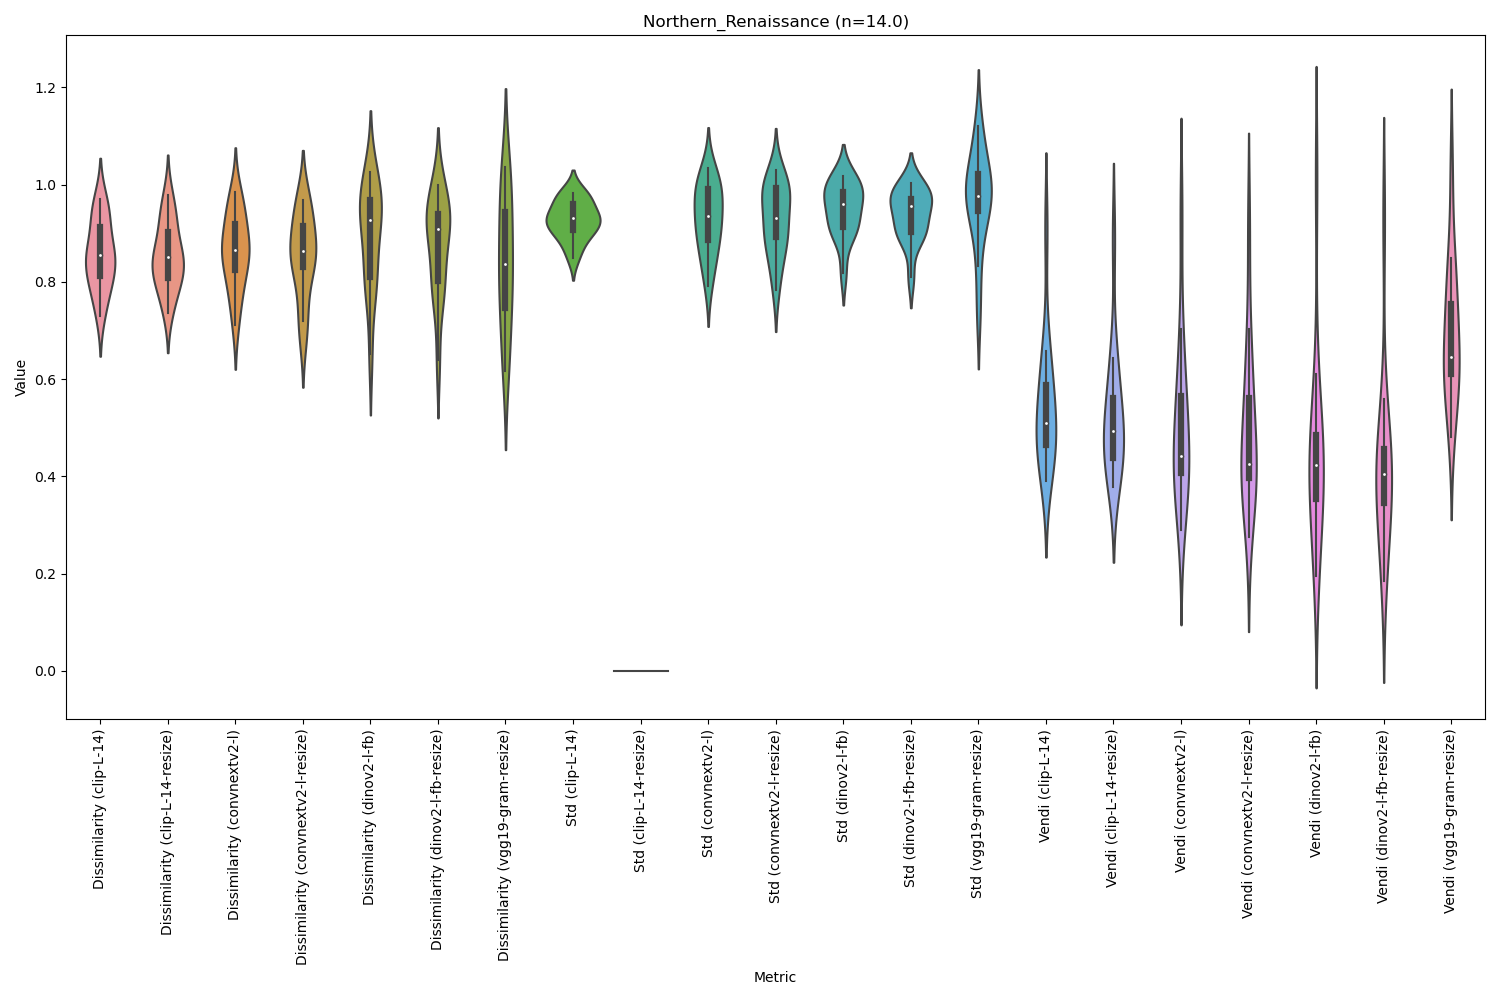 Northern_Renaissance (n=14.0)
Value
1.2
1.0
0.8
0.6
0.4
0.2
0.0
Dissimilarity (clip-L-14)
Dissimilarity (clip-L-14-resize)
Dissimilarity (convnextv2-l)
Dissimilarity (convnextv2-l-resize)
Dissimilarity (dinov2-l-fb)
Dissimilarity (dinov2-l-fb-resize)
Dissimilarity (vgg19-gram-resize)
Std (clip-L-14)
Std (clip-L-14-resize)
Std (convnextv2-l)
Std (convnextv2-l-resize)
Std (dinov2-l-fb)
Std (dinov2-l-fb-resize)
Std (vgg19-gram-resize)
Vendi (clip-L-14)
Vendi (clip-L-14-resize)
Vendi (convnextv2-l)
Vendi (convnextv2-l-resize)
Vendi (dinov2-l-fb)
Vendi (dinov2-l-fb-resize)
Vendi (vgg19-gram-resize)
Metric